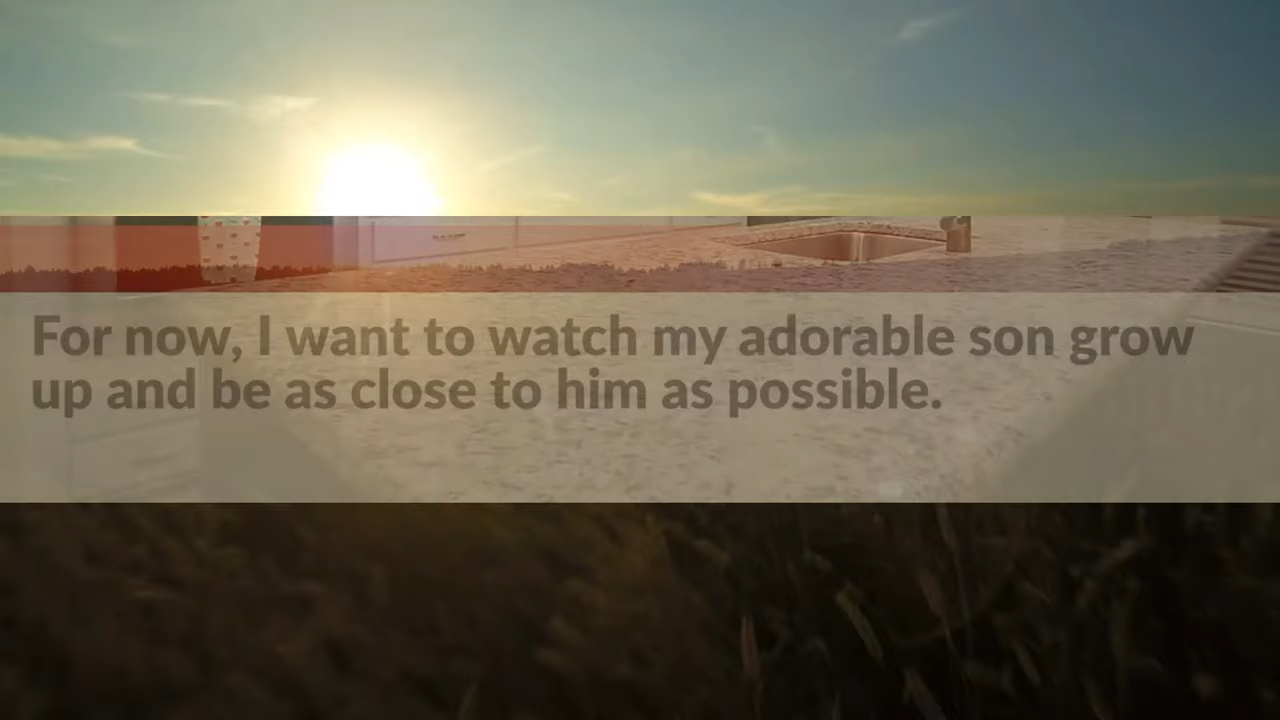 For now, I want to watch my adorable son grow
up and be as close to him as possible.